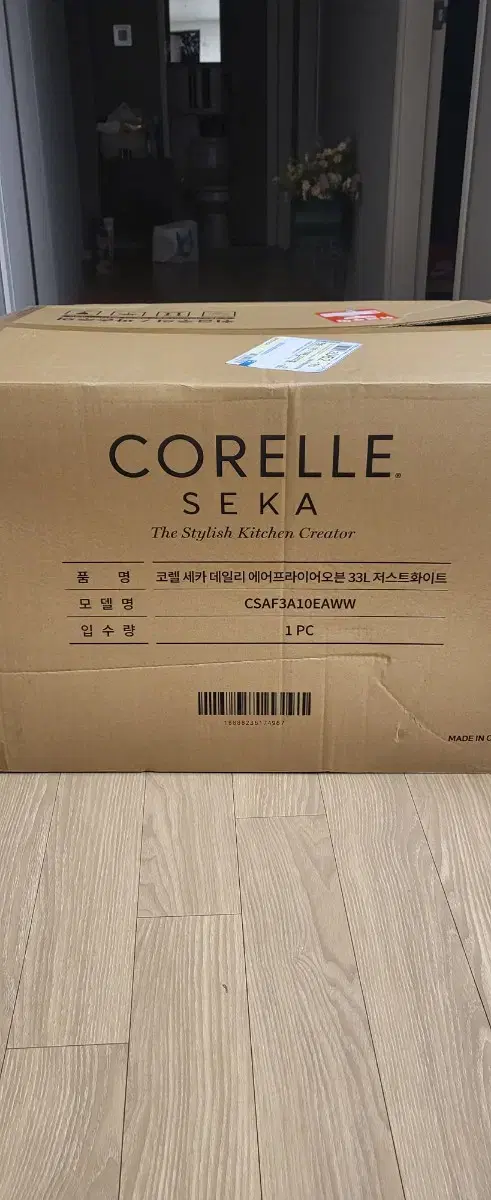 CORELLE®
SEKA
The Stylish Kitchen Creator
품 명 코렐 세카 데일리 에어프라이어오븐 33L 저스트화이트
모 델 명 CSAF3A10EAWW
입 수 량 1 PC
MADE IN C